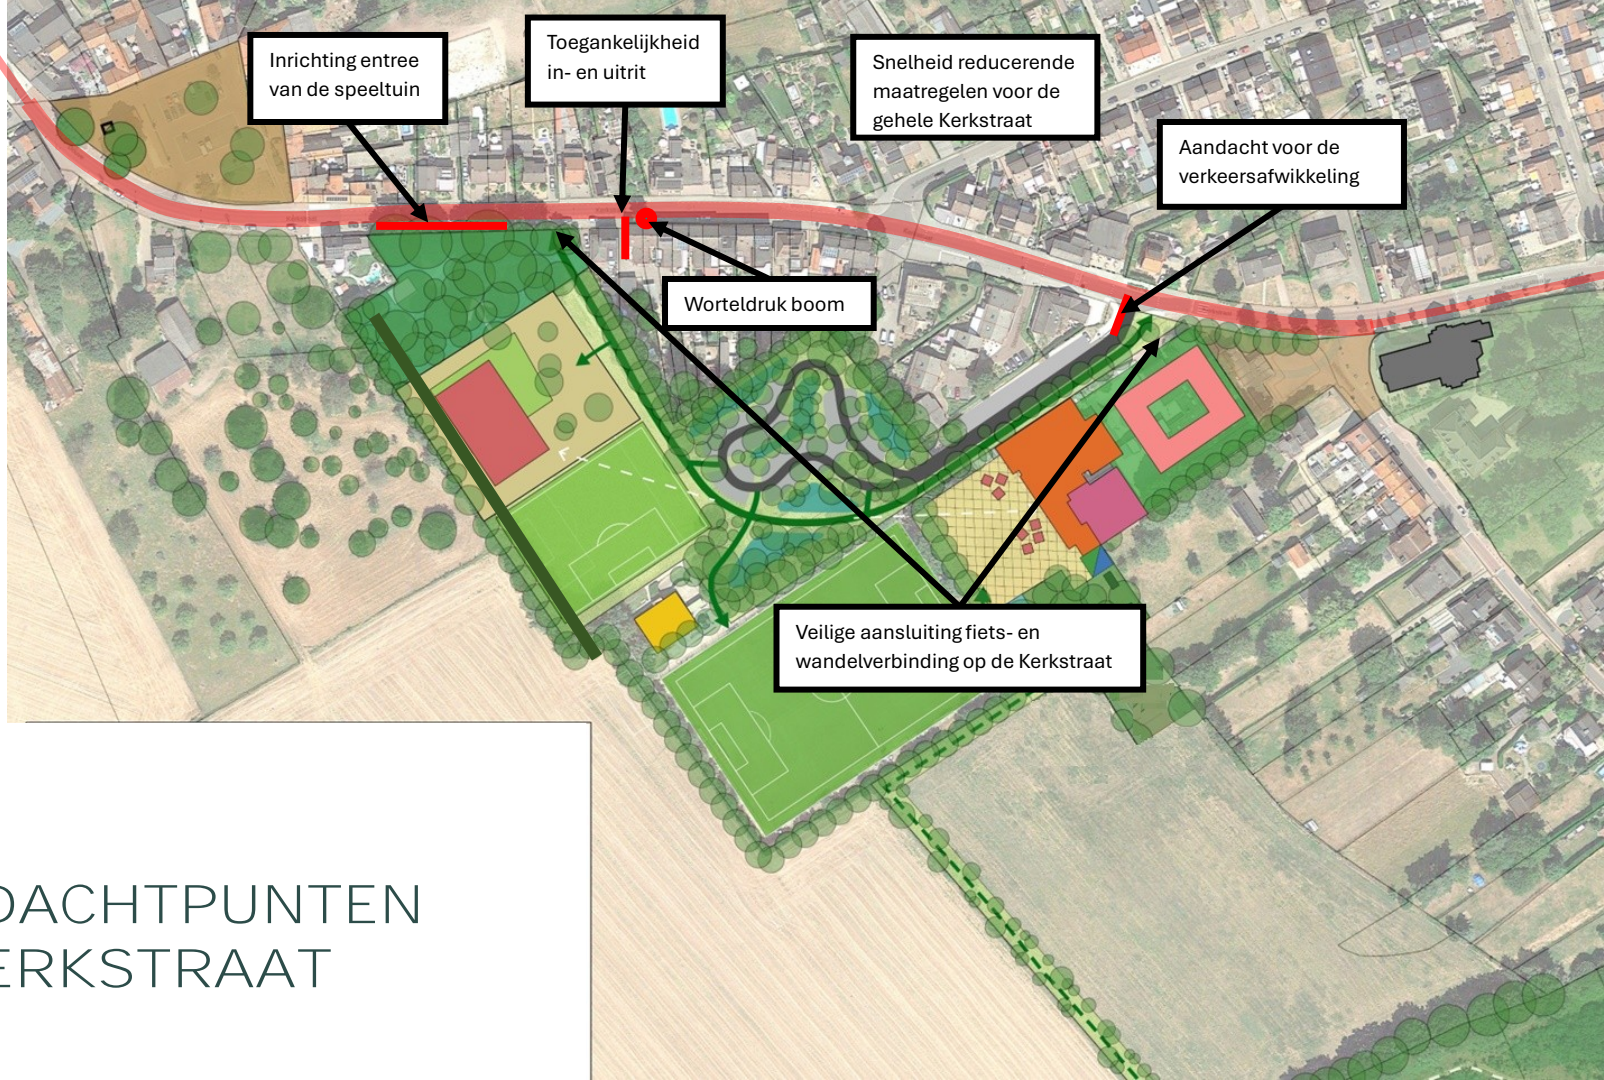 Inrichting entree
van de speeltuin
Toegankelijkheid
in- en uitrit
Snelheid reducerende
maatregelen voor de
gehele Kerkstraat
Aandacht voor de
verkeersafwikkeling
Worteldruk boom
Veilige aansluiting fiets- en
wandelverbinding op de Kerkstraat
DACHTPUNTEN
ERKSTRAAT